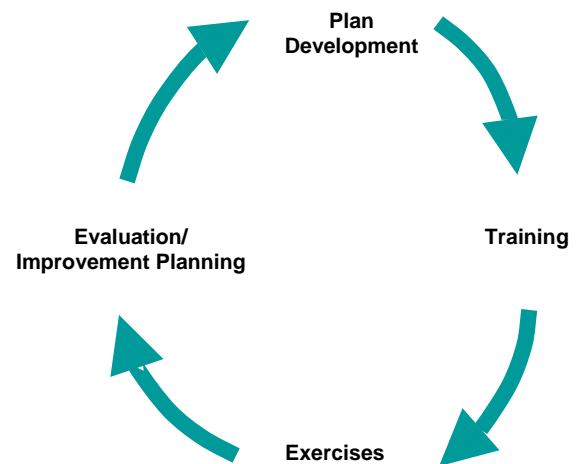 Plan
Development
Training
Exercises
Evaluation/
Improvement Planning